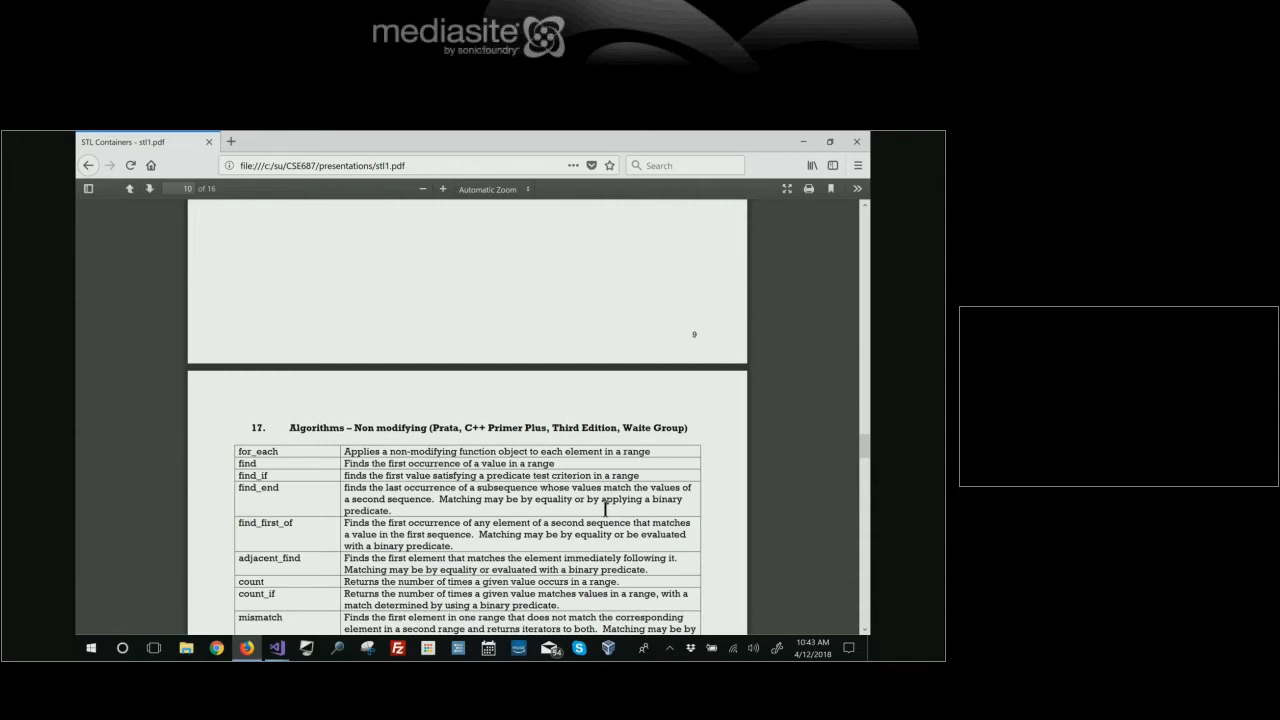 mediasite
by sonicfoundry
STL Containers - stl1.pdf
file:///c:/su/CSE687/presentations/stl1.pdf
Search
10 of 16
Automatic Zoom
9
17. Algorithms – Non modifying (Prata, C++ Primer Plus, Third Edition, Waite Group)
for_each Applies a non-modifying function object to each element in a range
find Finds the first occurrence of a value in a range
find_if finds the first value satisfying a predicate test criterion in a range
find_end finds the last occurrence of a subsequence whose values match the values of
a second sequence. Matching may be by equality or by applying a binary
predicate.
find_first_of Finds the first occurrence of any element of a second sequence that matches
a value in the first sequence. Matching may be by equality or be evaluated
with a binary predicate.
adjacent_find Finds the first element that matches the element immediately following it.
Matching may be by equality or evaluated with a binary predicate.
count Returns the number of times a given value occurs in a range.
count_if Returns the number of times a given value matches values in a range, with a
match determined by using a binary predicate.
mismatch Finds the first element in one range that does not match the corresponding
element in a second range and returns iterators to both. Matching may be by
54
10:43 AM
4/12/2018